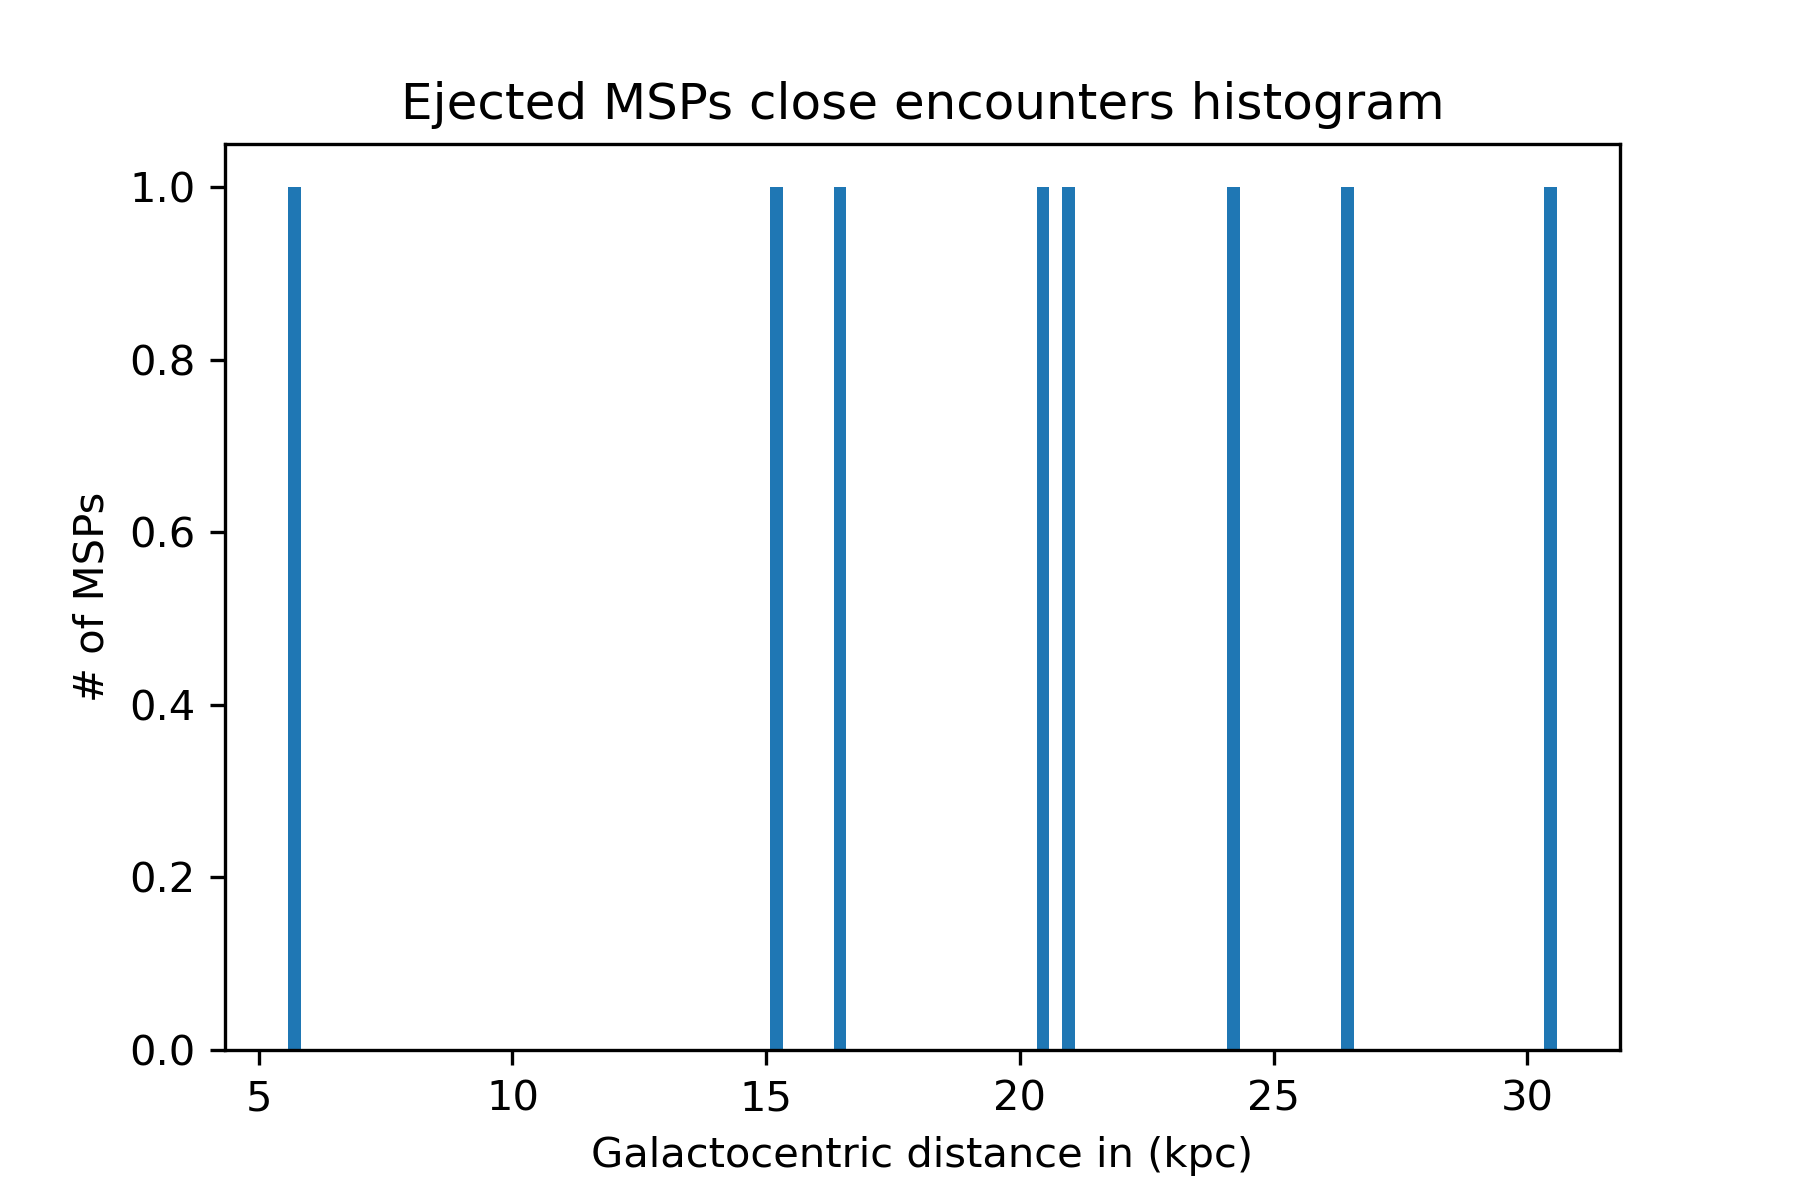 Ejected MSPs close encounters histogram
1.0
0.8
0.6
0.4
0.2
0.0
# of MSPs
5 10 15 20 25 30
Galactocentric distance in (kpc)